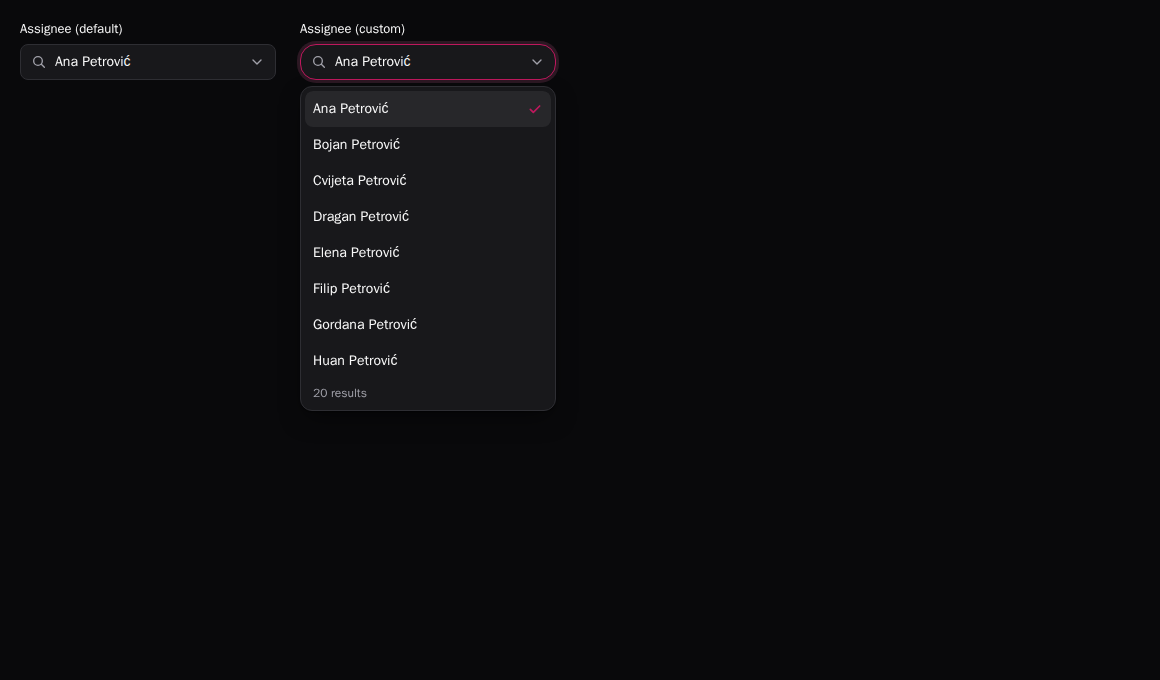 Assignee (default)
Ana Petrović
Assignee (custom)
Ana Petrović
Ana Petrović
Bojan Petrović
Cvijeta Petrović
Dragan Petrović
Elena Petrović
Filip Petrović
Gordana Petrović
Huan Petrović
20 results